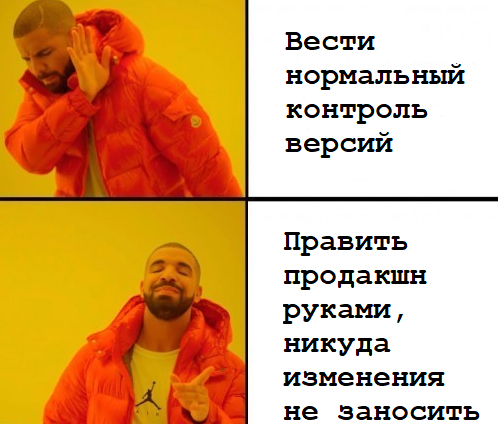 Вести
нормальный
контроль
версий
Править
продакшн
руками,
никуда
изменения
не заносить